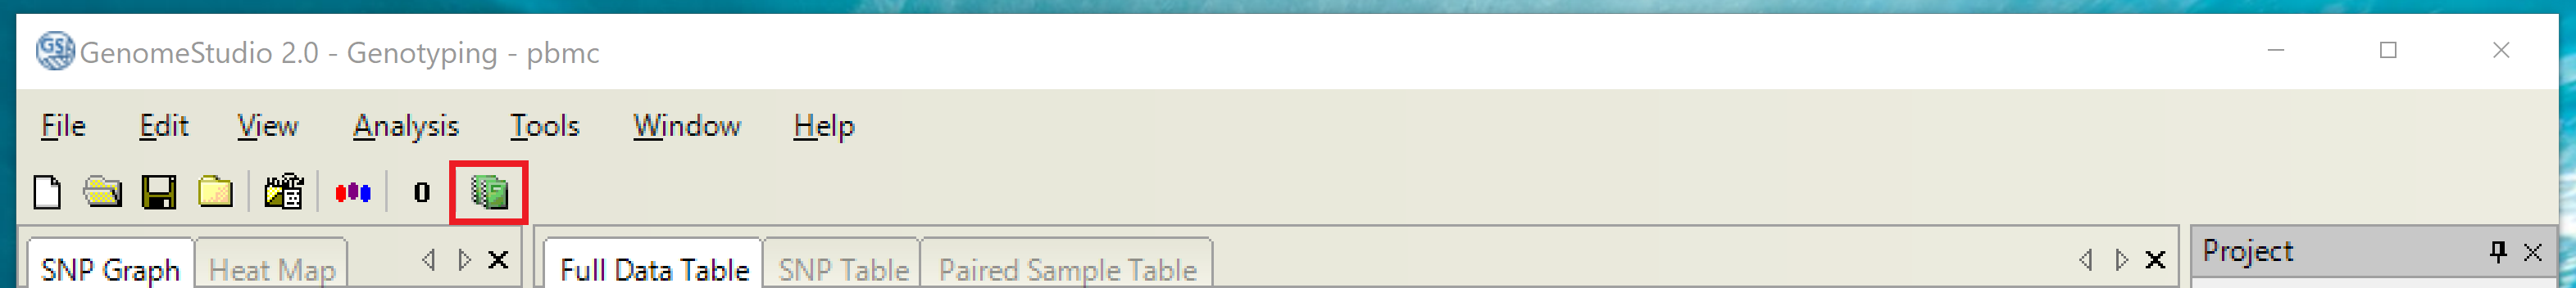 GS
GenomeStudio 2.0 - Genotyping - pbmc
File Edit View Analysis Tools Window Help
0
SNP Graph Heat Map Full Data Table SNP Table Paired Sample Table Project